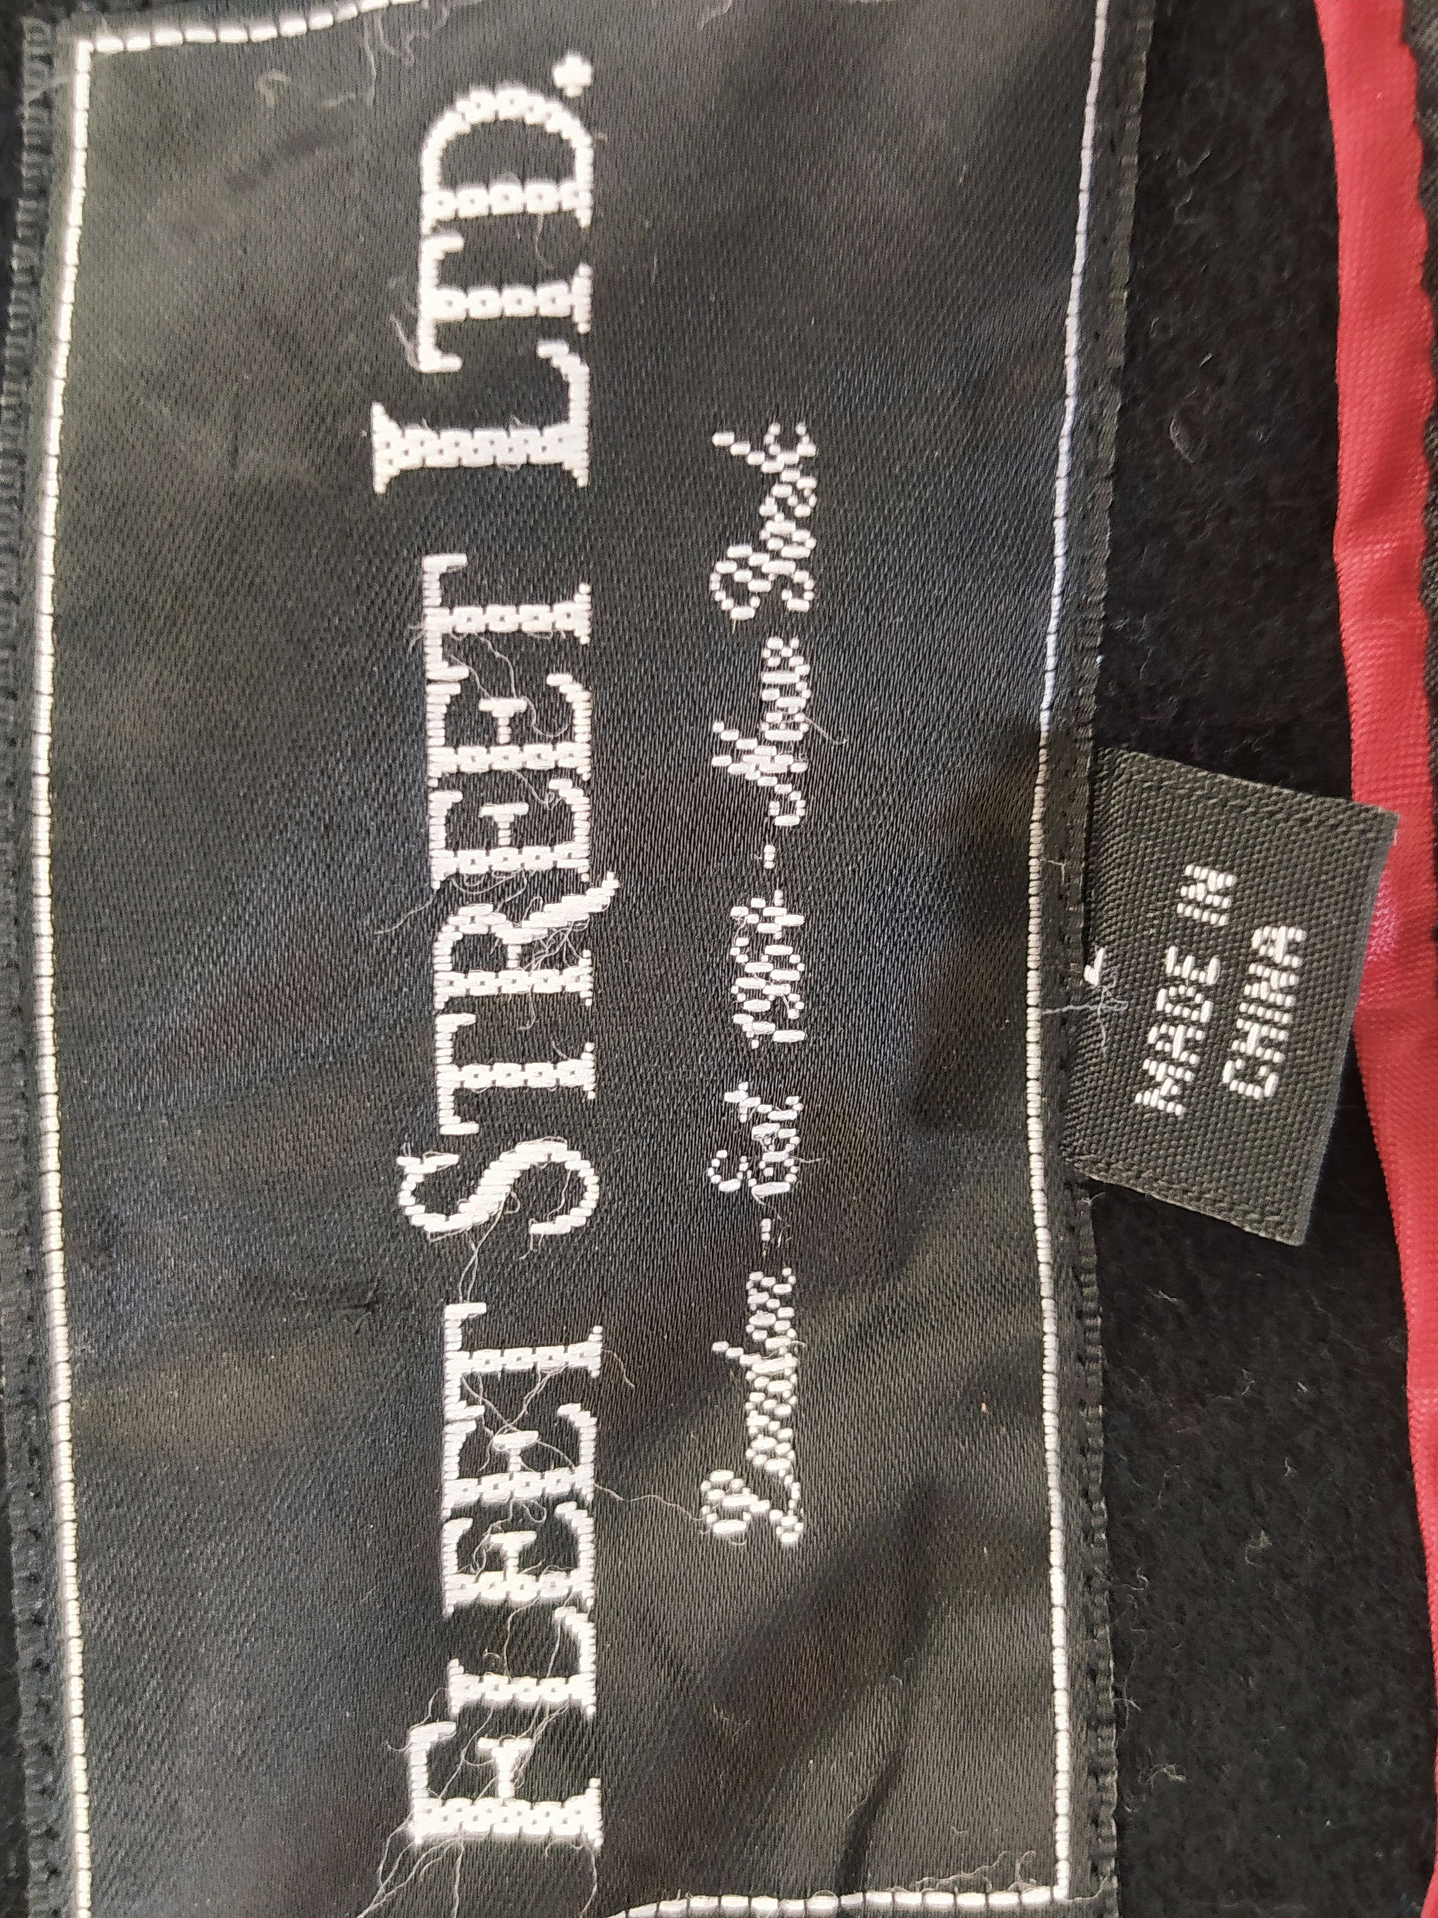 FLEET STREET LTD.
London - Est 1964 - New York
MADE IN
CHINA